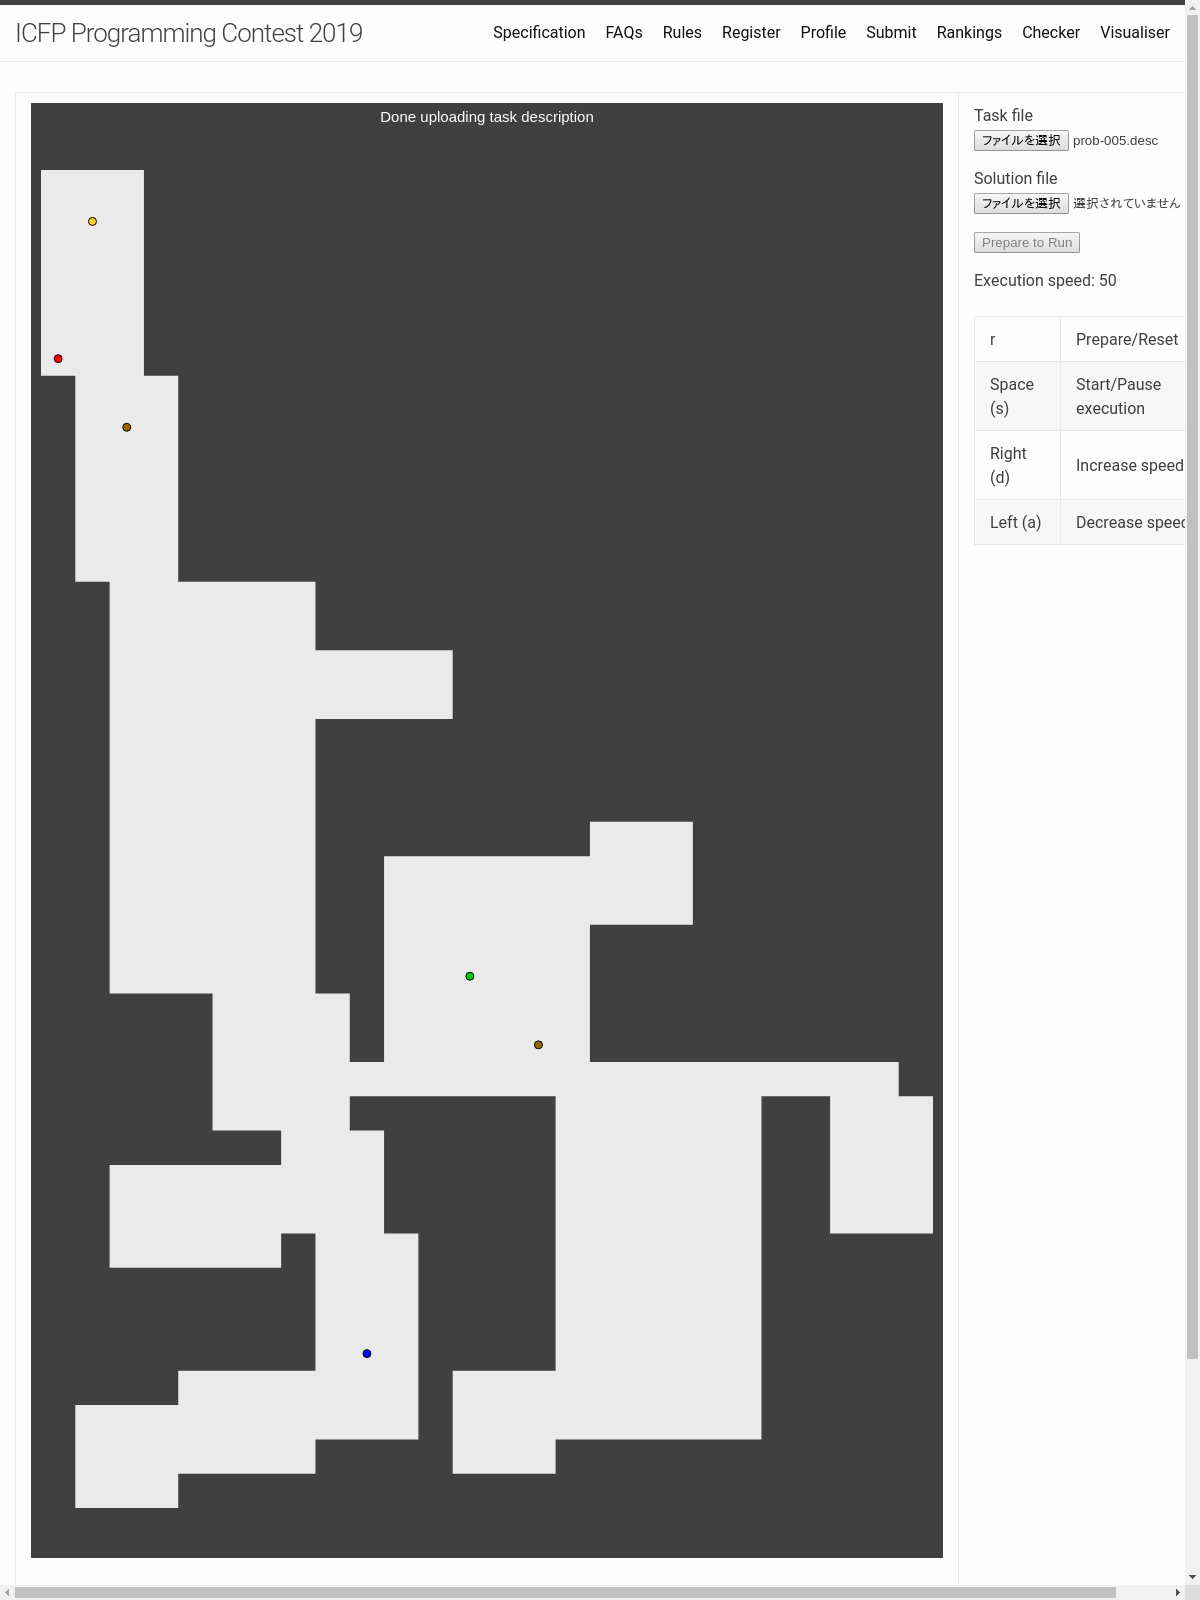 ICFP Programming Contest 2019
Specification FAQs Rules Register Profile Submit Rankings Checker Visualiser
Done uploading task description
Task file
ファイルを選択 prob-005.desc
Solution file
ファイルを選択 選択されていません
Prepare to Run
Execution speed: 50
r Prepare/Reset
Space Start/Pause
(s) execution
Right
(d) Increase speed
Left (a) Decrease speed